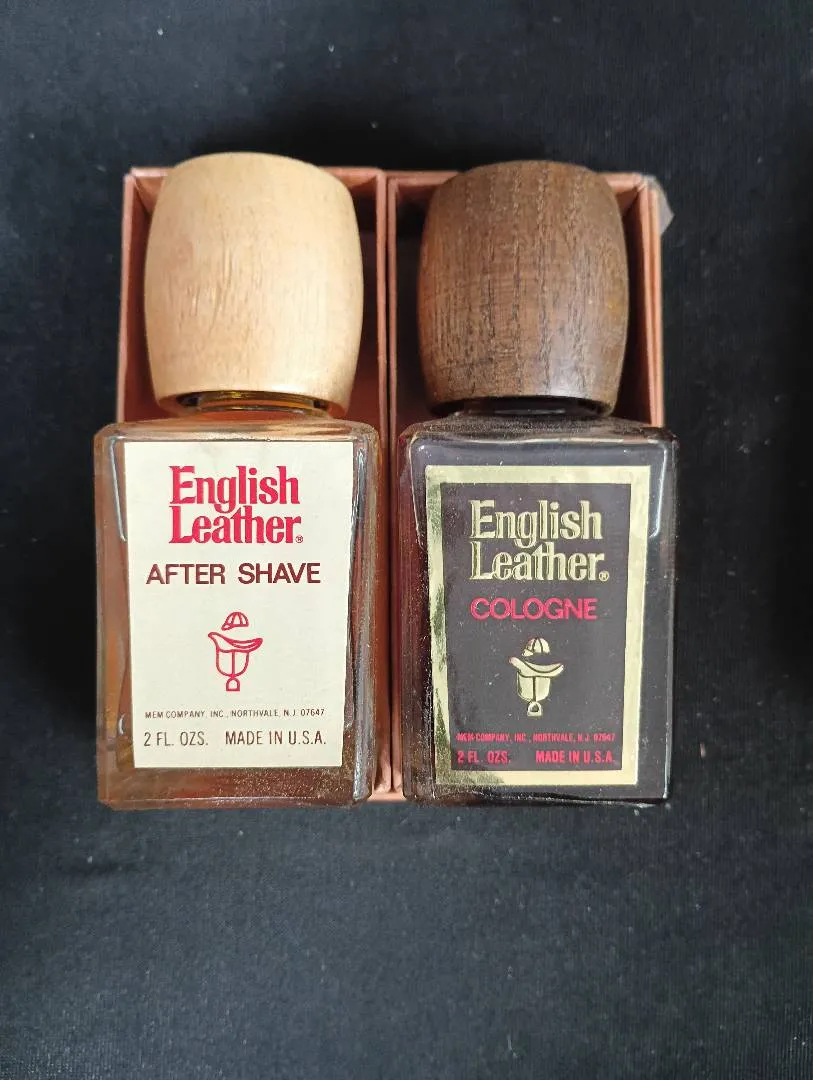 English
Leather®
AFTER SHAVE
MEM COMPANY, INC., NORTHVALE, N.J. 07647
2 FL. OZS. MADE IN U.S.A.
English
Leather®
COLOGNE
MEM COMPANY, INC., NORTHVALE, N.J. 07647
2 FL. OZS. MADE IN U.S.A.